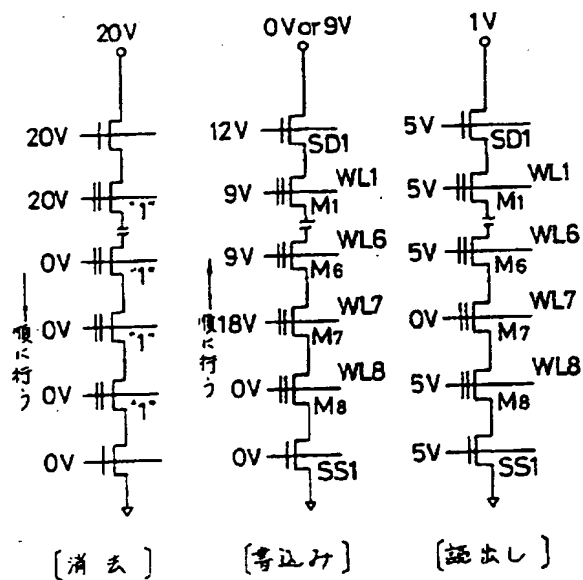 20V
20V
20V
"1"
0V
"1"
0V
"1"
0V
"1"
0V
順に行う
[消去]
0V or 9V
12V
SD1
9V
WL1
M1
9V
WL6
M6
18V
WL7
M7
0V
WL8
M8
0V
SS1
順に行う
[書込み]
1V
5V
SD1
5V
WL1
M1
5V
WL6
M6
0V
WL7
M7
5V
WL8
M8
5V
SS1
[読出し]